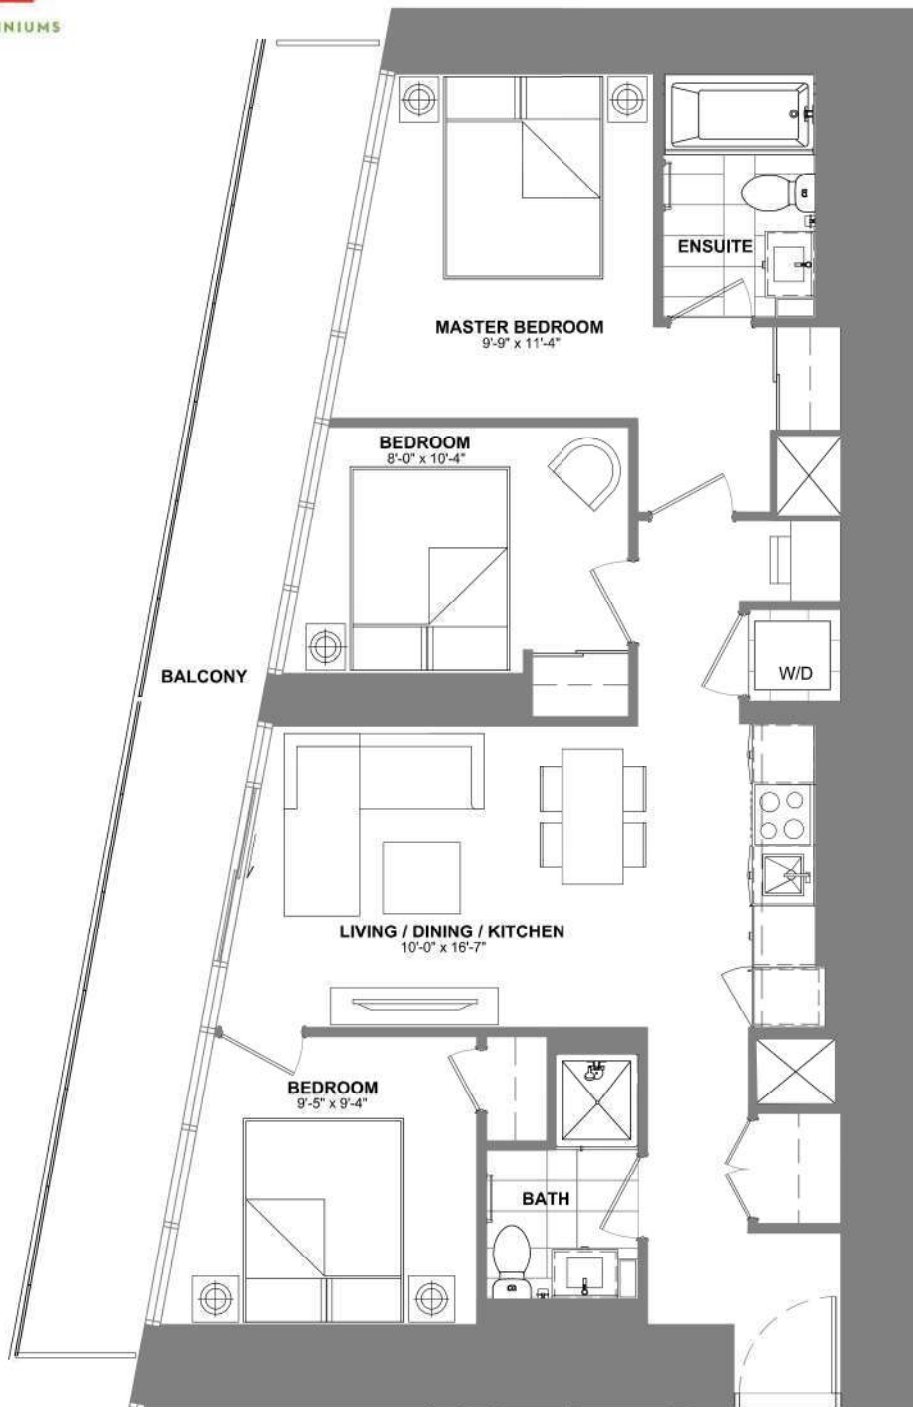 NIUMS
ENSUITE
MASTER BEDROOM
9'-9" x 11'-4"
BEDROOM
8'-0" x 10'-4"
BALCONY
W/D
LIVING / DINING / KITCHEN
10'-0" x 16'-7"
BEDROOM
9'-5" x 9'-4"
BATH